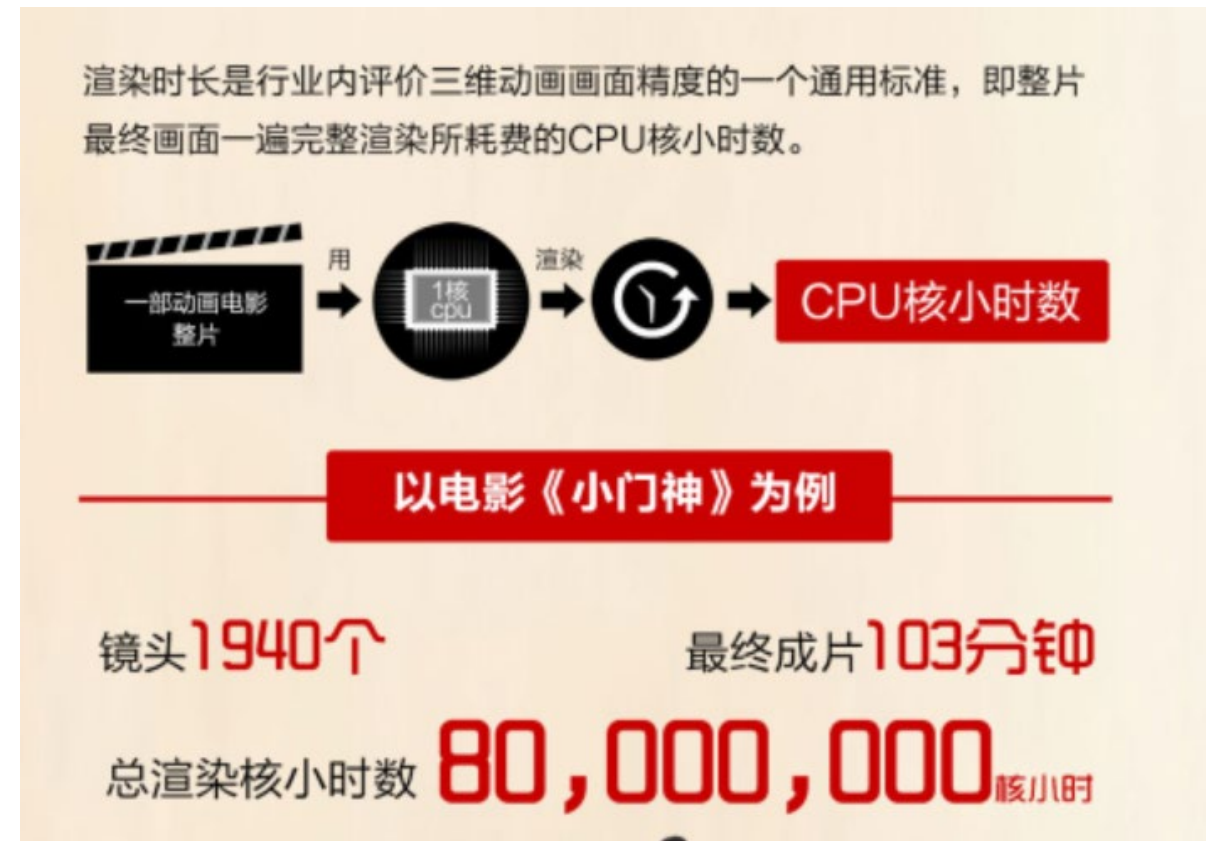 渲染时长是行业内评价三维动画画面精度的一个通用标准，即整片
最终画面一遍完整渲染所耗费的CPU核小时数。
一部动画电影
整片
用
1核
cpu
渲染
CPU核小时数
以电影《小门神》为例
镜头1940个
最终成片103分钟
总渲染核小时数 80,000,000核小时